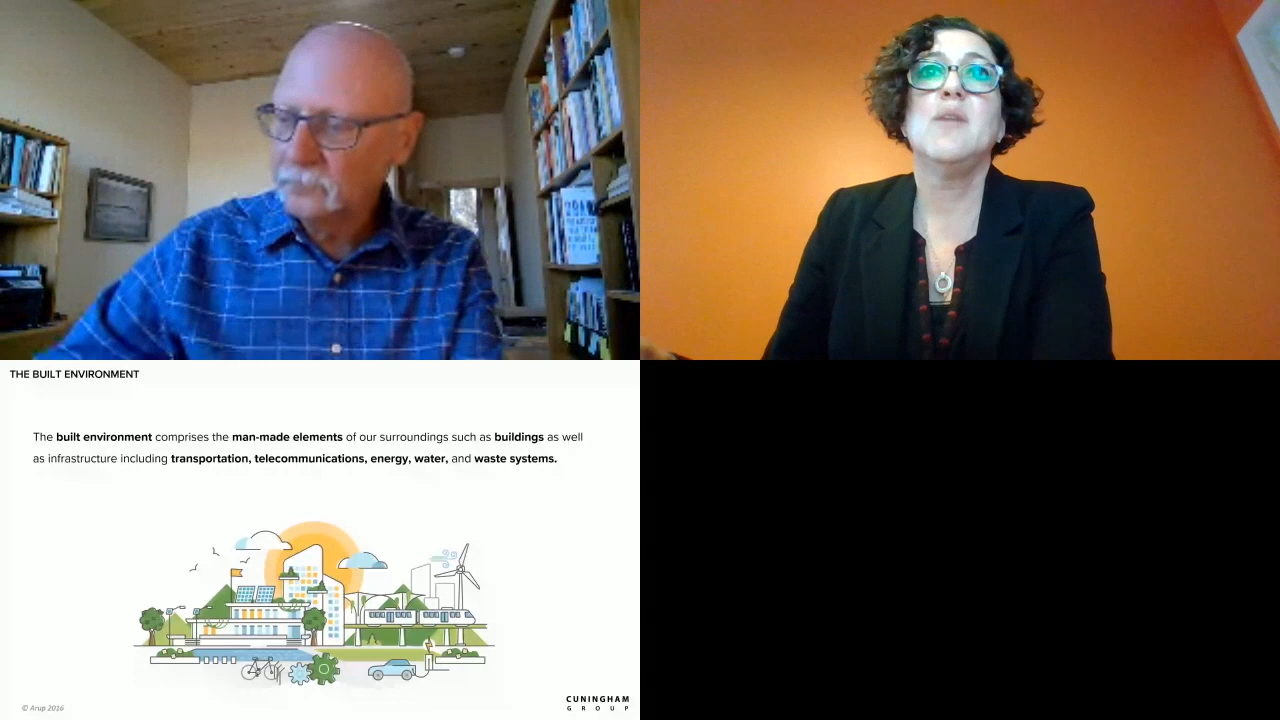 THE BUILT ENVIRONMENT
The built environment comprises the man-made elements of our surroundings such as buildings as well
as infrastructure including transportation, telecommunications, energy, water, and waste systems.
© Arup 2016
CUNINGHAM
GROUP